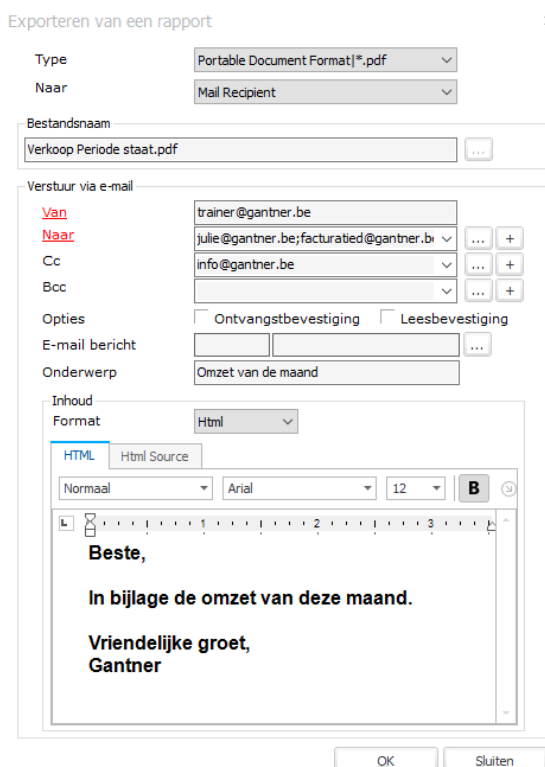 Exporteren van een rapport
Type
Portable Document Format|*.pdf
Naar
Mail Recipient
Bestandsnaam
Verkoop Periode staat.pdf
...
Verstuur via e-mail
Van
trainer@gantner.be
Naar
julie@gantner.be;facturatied@gantner.b
... +
Cc
info@gantner.be
... +
Bcc
... +
Opties
Ontvangstbevestiging
Leesbevestiging
E-mail bericht
...
Onderwerp
Omzet van de maand
Inhoud
Format
Html
HTML
Html Source
Normaal
Arial
12
B
L
1 2 3
Beste,
In bijlage de omzet van deze maand.
Vriendelijke groet,
Gantner
OK
Sluiten